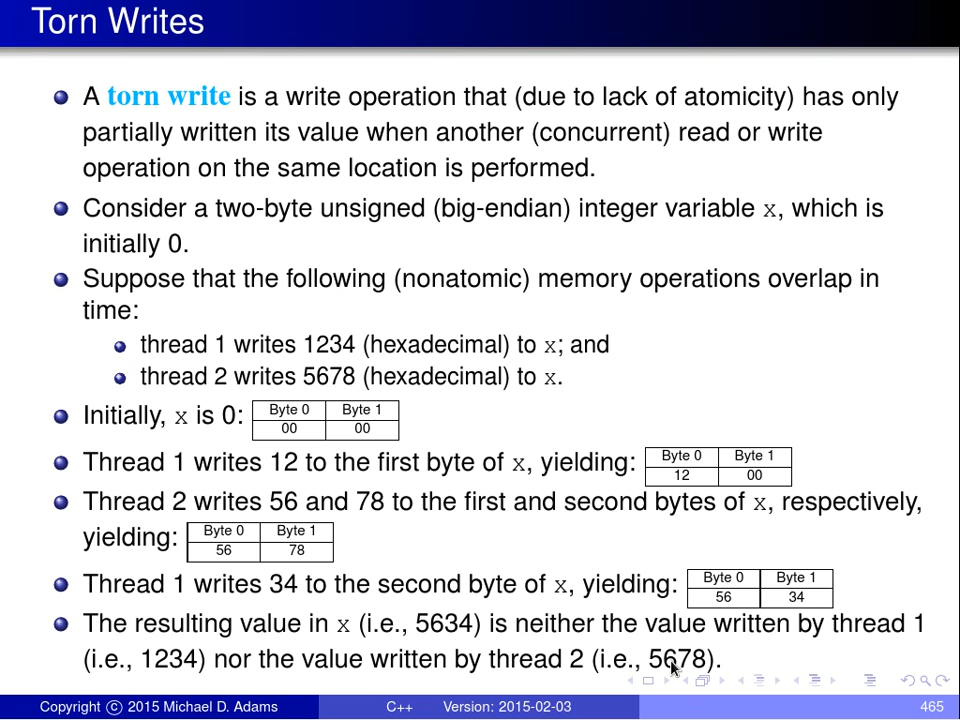 Torn Writes
A torn write is a write operation that (due to lack of atomicity) has only
partially written its value when another (concurrent) read or write
operation on the same location is performed.
Consider a two-byte unsigned (big-endian) integer variable x, which is
initially 0.
Suppose that the following (nonatomic) memory operations overlap in
time:
thread 1 writes 1234 (hexadecimal) to x; and
thread 2 writes 5678 (hexadecimal) to x.
Initially, x is 0: Byte 0 Byte 1
00 00
Thread 1 writes 12 to the first byte of x, yielding: Byte 0 Byte 1
12 00
Thread 2 writes 56 and 78 to the first and second bytes of x, respectively,
yielding: Byte 0 Byte 1
56 78
Thread 1 writes 34 to the second byte of x, yielding: Byte 0 Byte 1
56 34
The resulting value in x (i.e., 5634) is neither the value written by thread 1
(i.e., 1234) nor the value written by thread 2 (i.e., 5678).
Copyright © 2015 Michael D. Adams C++ Version: 2015-02-03 465